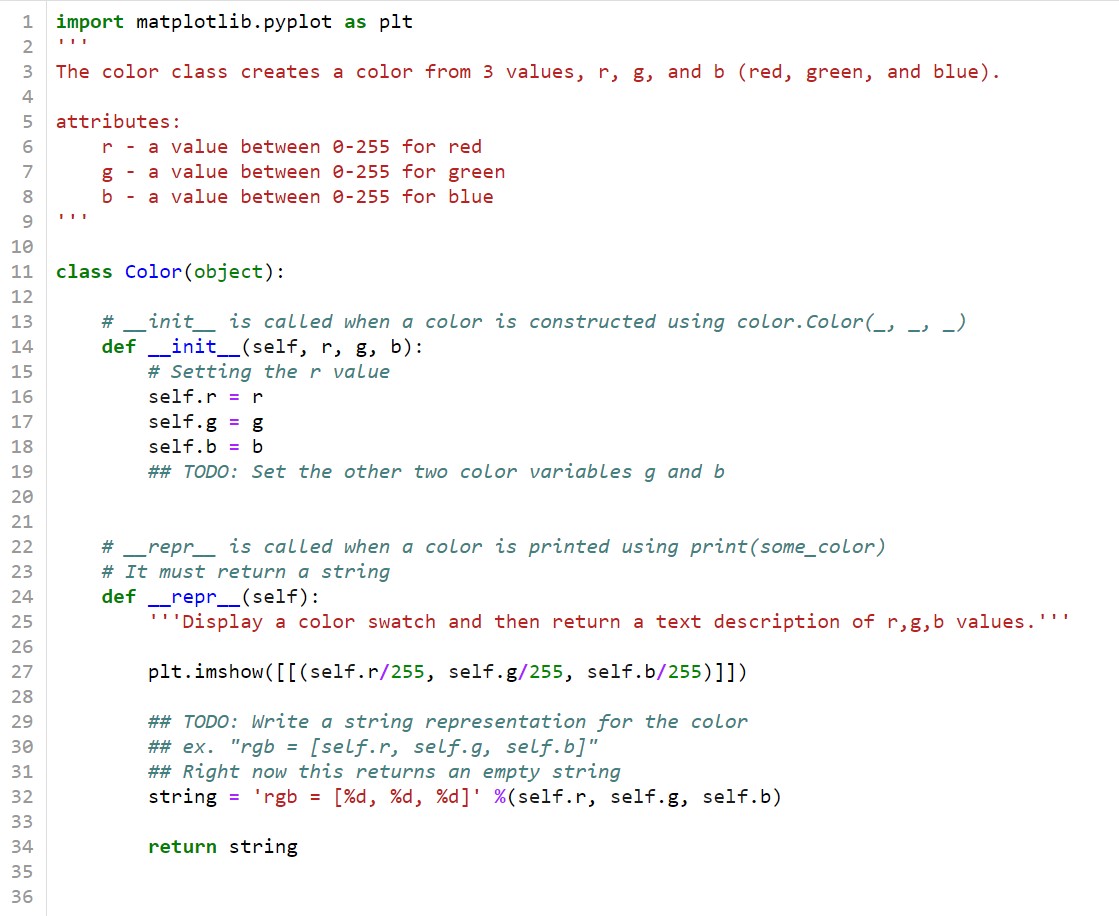 1 import matplotlib.pyplot as plt
2 '''
3 The color class creates a color from 3 values, r, g, and b (red, green, and blue).
4
5 attributes:
6     r - a value between 0-255 for red
7     g - a value between 0-255 for green
8     b - a value between 0-255 for blue
9 '''
10
11 class Color(object):
12
13     # __init__ is called when a color is constructed using color.Color(_, _, _)
14     def __init__(self, r, g, b):
15         # Setting the r value
16         self.r = r
17         self.g = g
18         self.b = b
19         ## TODO: Set the other two color variables g and b
20
21
22     # __repr__ is called when a color is printed using print(some_color)
23     # It must return a string
24     def __repr__(self):
25         '''Display a color swatch and then return a text description of r,g,b values.'''
26
27         plt.imshow([[(self.r/255, self.g/255, self.b/255)]])
28
29         ## TODO: Write a string representation for the color
30         ## ex. "rgb = [self.r, self.g, self.b]"
31         ## Right now this returns an empty string
32         string = 'rgb = [%d, %d, %d]' %(self.r, self.g, self.b)
33
34         return string
35
36